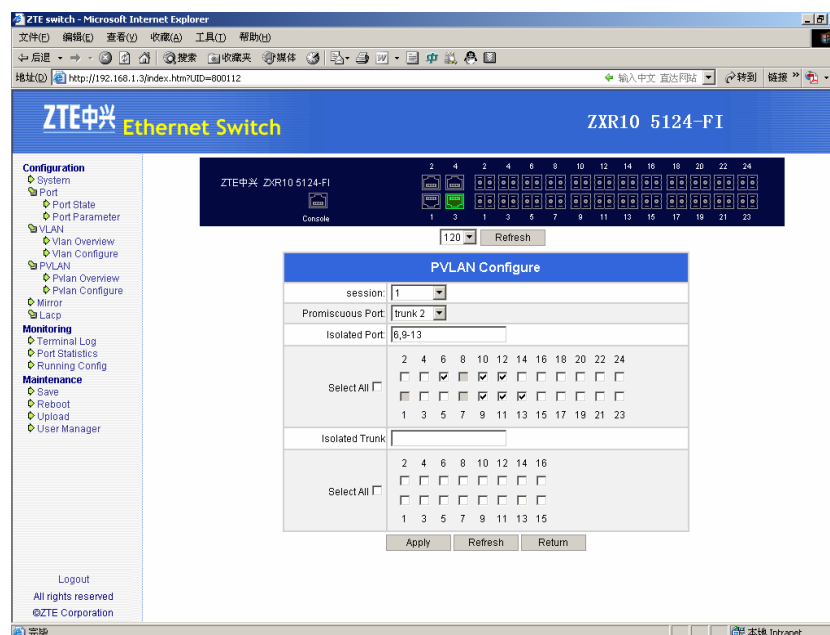 ZTE switch - Microsoft Internet Explorer
文件(F) 编辑(E) 查看(V) 收藏(A) 工具(T) 帮助(H)
后退 搜索 收藏夹 媒体
地址(D) http://192.168.1.3/index.htm?UID=800112 输入中文 直达网站 转到 链接 »
ZTE中兴 Ethernet Switch ZXR10 5124-FI
Configuration
System
Port
Port State
Port Parameter
VLAN
Vlan Overview
Vlan Configure
PVLAN
Pvlan Overview
Pvlan Configure
Mirror
Lacp
Monitoring
Terminal Log
Port Statistics
Running Config
Maintenance
Save
Reboot
Upload
User Manager
Logout
All rights reserved
©ZTE Corporation
2 4 2 4 6 8 10 12 14 16 18 20 22 24
ZTE中兴 ZXR10 5124-FI
Console 1 3 1 3 5 7 9 11 13 15 17 19 21 23
120 Refresh
PVLAN Configure
session: 1
Promiscuous Port: trunk 2
Isolated Port: 6,9-13
2 4 6 8 10 12 14 16 18 20 22 24
Select All
1 3 5 7 9 11 13 15 17 19 21 23
Isolated Trunk
2 4 6 8 10 12 14 16
Select All
1 3 5 7 9 11 13 15
Apply Refresh Return
完毕 本地 Intranet